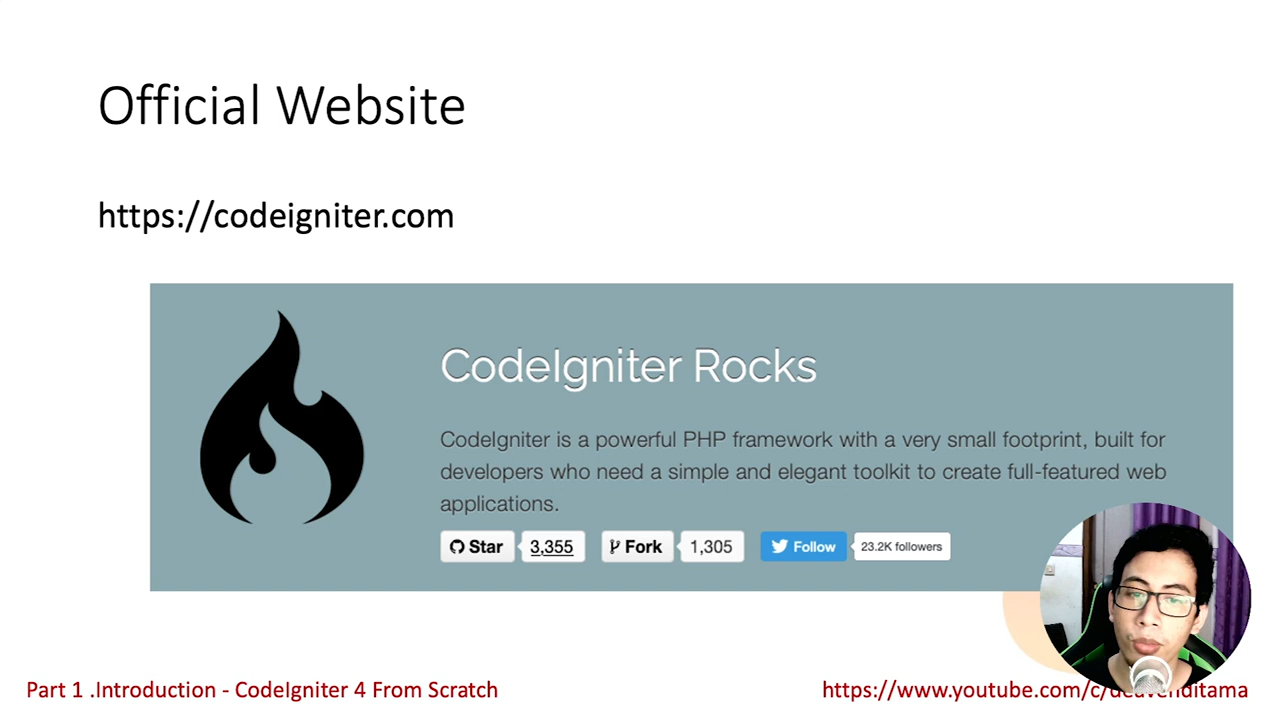 Official Website
https://codeigniter.com
CodeIgniter Rocks
CodeIgniter is a powerful PHP framework with a very small footprint, built for
developers who need a simple and elegant toolkit to create full-featured web
applications.
Star 3,355 Fork 1,305 Follow 23.2K followers
Part 1 .Introduction - CodeIgniter 4 From Scratch
https://www.youtube.com/c/deavenditama